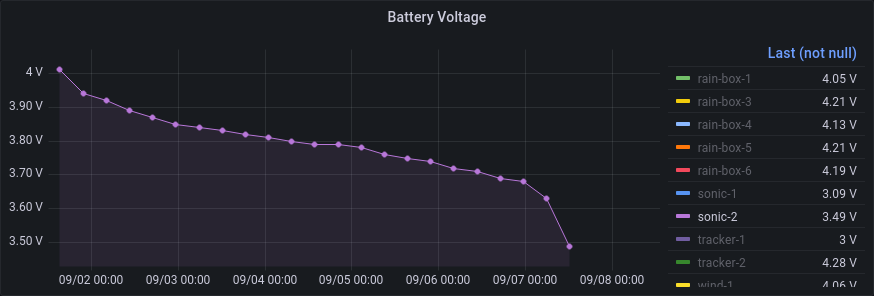 Battery Voltage
Last (not null)
4 V
3.90 V
3.80 V
3.70 V
3.60 V
3.50 V
09/02 00:00 09/03 00:00 09/04 00:00 09/05 00:00 09/06 00:00 09/07 00:00 09/08 00:00
rain-box-1 4.05 V
rain-box-3 4.21 V
rain-box-4 4.13 V
rain-box-5 4.21 V
rain-box-6 4.19 V
sonic-1 3.09 V
sonic-2 3.49 V
tracker-1 3 V
tracker-2 4.28 V
wind-1 4.06 V